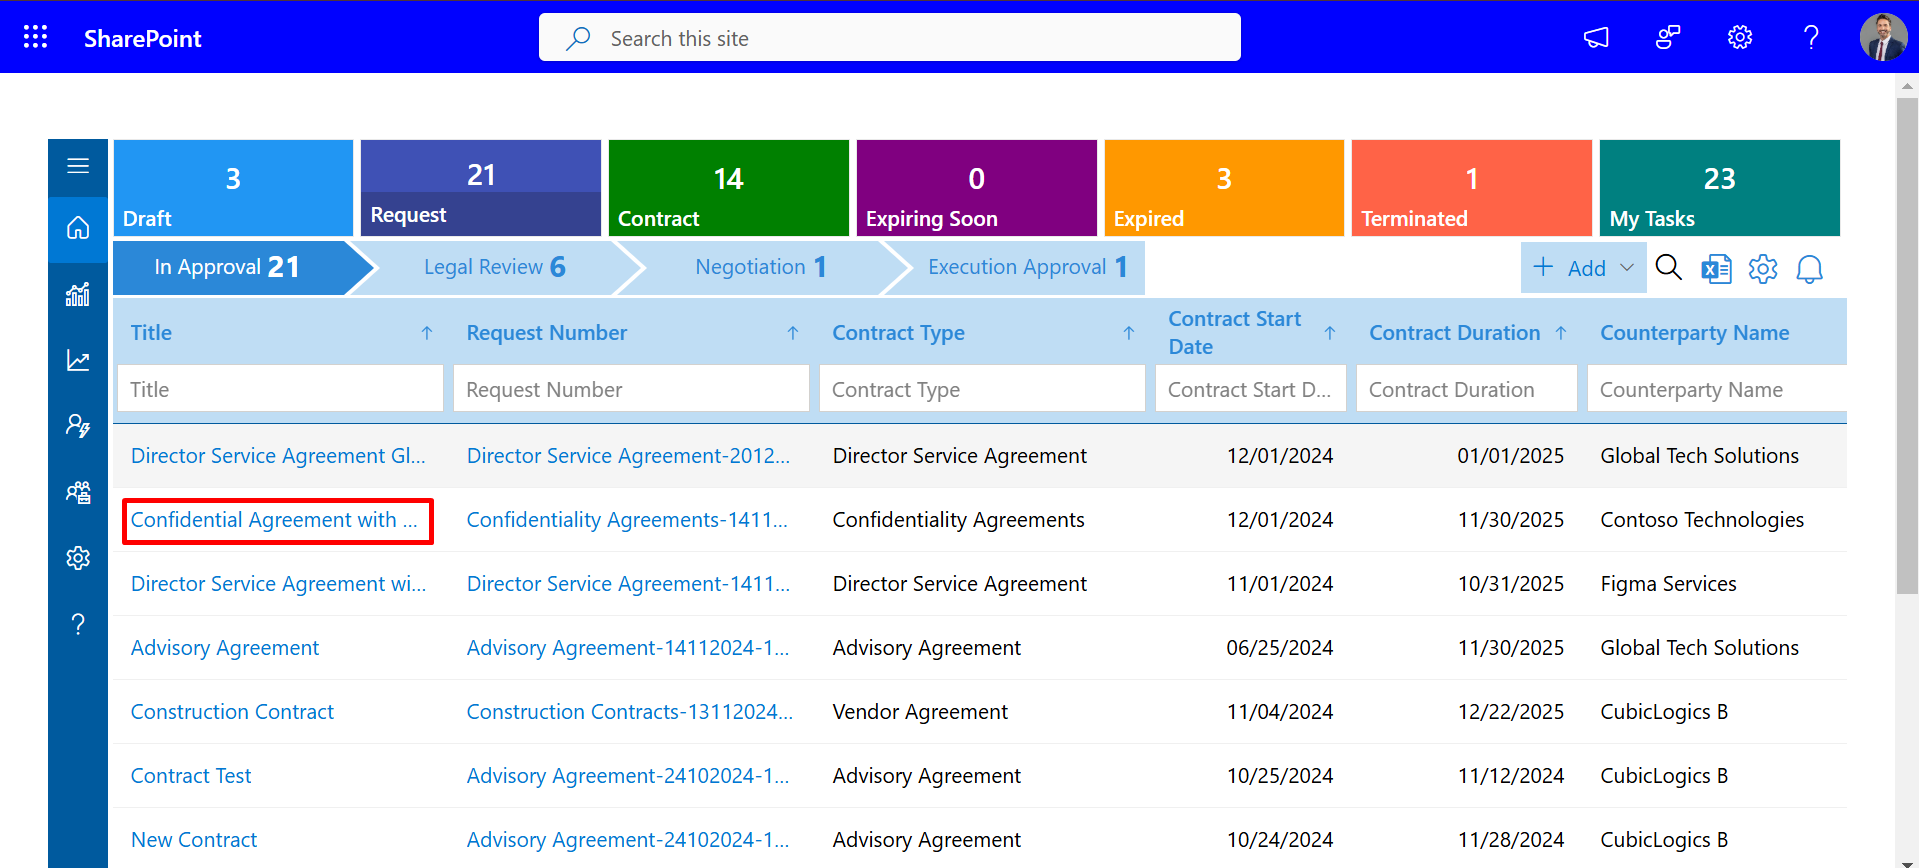 SharePoint
Search this site
3
Draft
21
Request
14
Contract
0
Expiring Soon
3
Expired
1
Terminated
23
My Tasks
In Approval 21
Legal Review 6
Negotiation 1
Execution Approval 1
+ Add
Title ↑ Request Number ↑ Contract Type ↑ Contract Start Date ↑ Contract Duration ↑ Counterparty Name
Title Request Number Contract Type Contract Start D... Contract Duration Counterparty Name
Director Service Agreement Gl... Director Service Agreement-2012... Director Service Agreement 12/01/2024 01/01/2025 Global Tech Solutions
Confidential Agreement with ... Confidentiality Agreements-1411... Confidentiality Agreements 12/01/2024 11/30/2025 Contoso Technologies
Director Service Agreement wi... Director Service Agreement-1411... Director Service Agreement 11/01/2024 10/31/2025 Figma Services
Advisory Agreement Advisory Agreement-14112024-1... Advisory Agreement 06/25/2024 11/30/2025 Global Tech Solutions
Construction Contract Construction Contracts-13112024... Vendor Agreement 11/04/2024 12/22/2025 CubicLogics B
Contract Test Advisory Agreement-24102024-1... Advisory Agreement 10/25/2024 11/12/2024 CubicLogics B
New Contract Advisory Agreement-24102024-1... Advisory Agreement 10/24/2024 11/28/2024 CubicLogics B